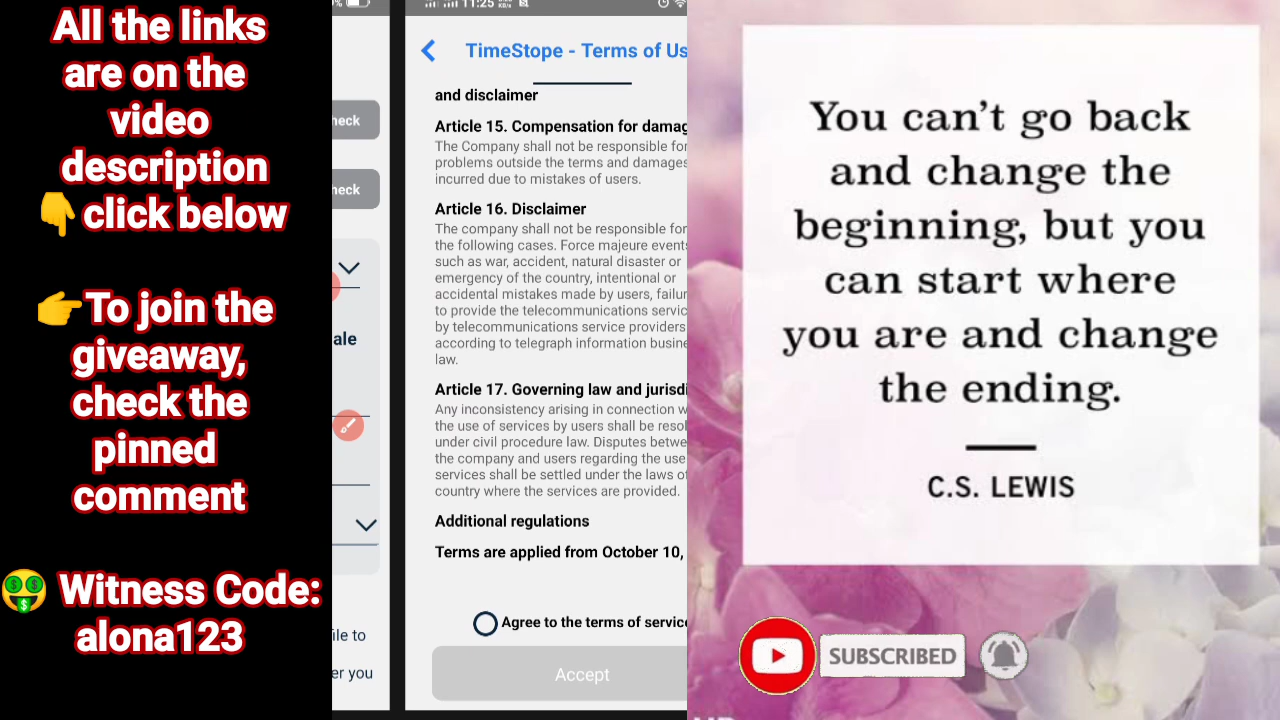 All the links
are on the
video
description
👇click below
👉To join the
giveaway,
check the
pinned
comment
🤑 Witness Code:
alona123
heck
heck
ale
ile to
er you
11:25
TimeStope - Terms of Us
and disclaimer
Article 15. Compensation for damag
The Company shall not be responsible for
problems outside the terms and damages
incurred due to mistakes of users.
Article 16. Disclaimer
The company shall not be responsible for
the following cases. Force majeure events
such as war, accident, natural disaster or
emergency of the country, intentional or
accidental mistakes made by users, failur
to provide the telecommunications servic
by telecommunications service providers
according to telegraph information busine
law.
Article 17. Governing law and jurisdi
Any inconsistency arising in connection w
the use of services by users shall be resol
under civil procedure law. Disputes betwe
the company and users regarding the use
services shall be settled under the laws of
country where the services are provided.
Additional regulations
Terms are applied from October 10,
Agree to the terms of service
Accept
You can't go back
and change the
beginning, but you
can start where
you are and change
the ending.
C.S. LEWIS
SUBSCRIBED